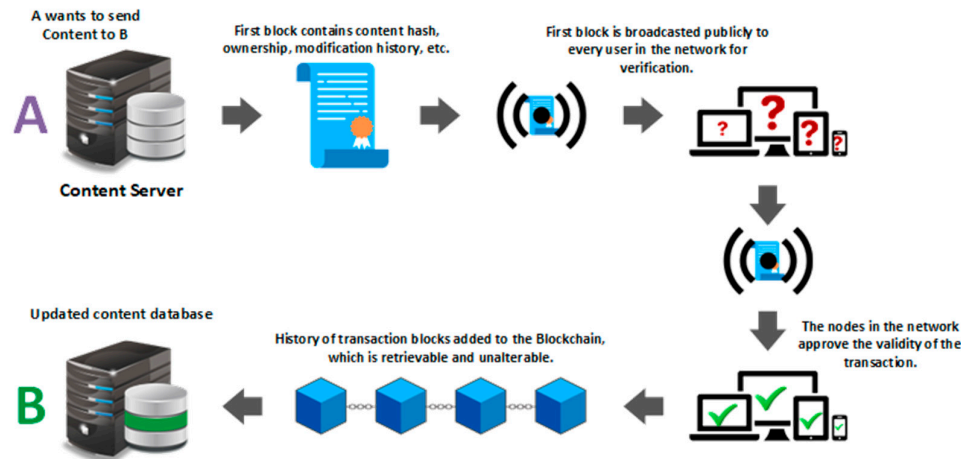 A wants to send
Content to B
First block contains content hash,
ownership, modification history, etc.
First block is broadcasted publicly to
every user in the network for
verification.
A
?
?
?
?
Content Server
Updated content database
History of transaction blocks added to the Blockchain,
which is retrievable and unalterable.
The nodes in the network
approve the validity of the
transaction.
B